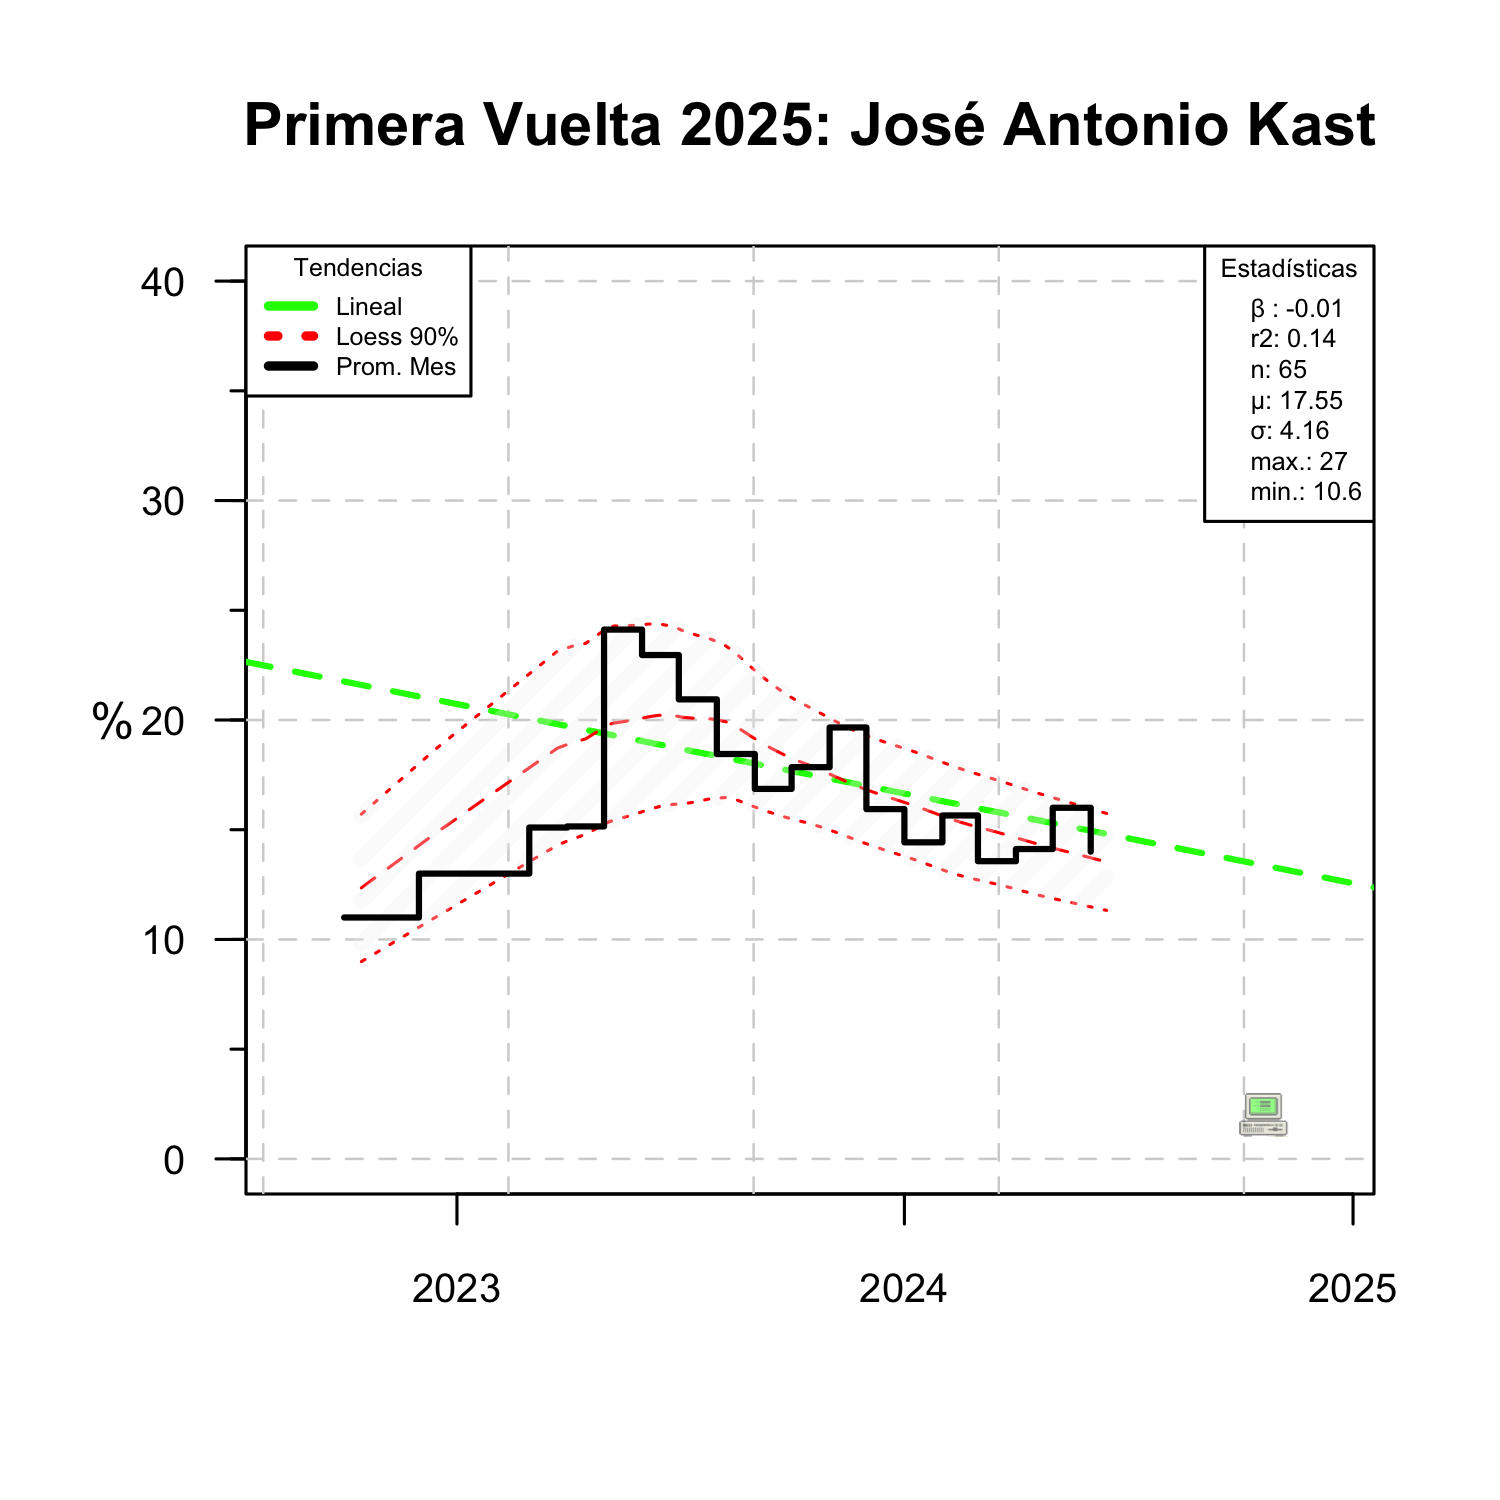 Primera Vuelta 2025: José Antonio Kast
Tendencias
Lineal
Loess 90%
Prom. Mes
Estadísticas
β : -0.01
r2: 0.14
n: 65
μ: 17.55
σ: 4.16
max.: 27
min.: 10.6
40
30
% 20
10
0
2023 2024 2025